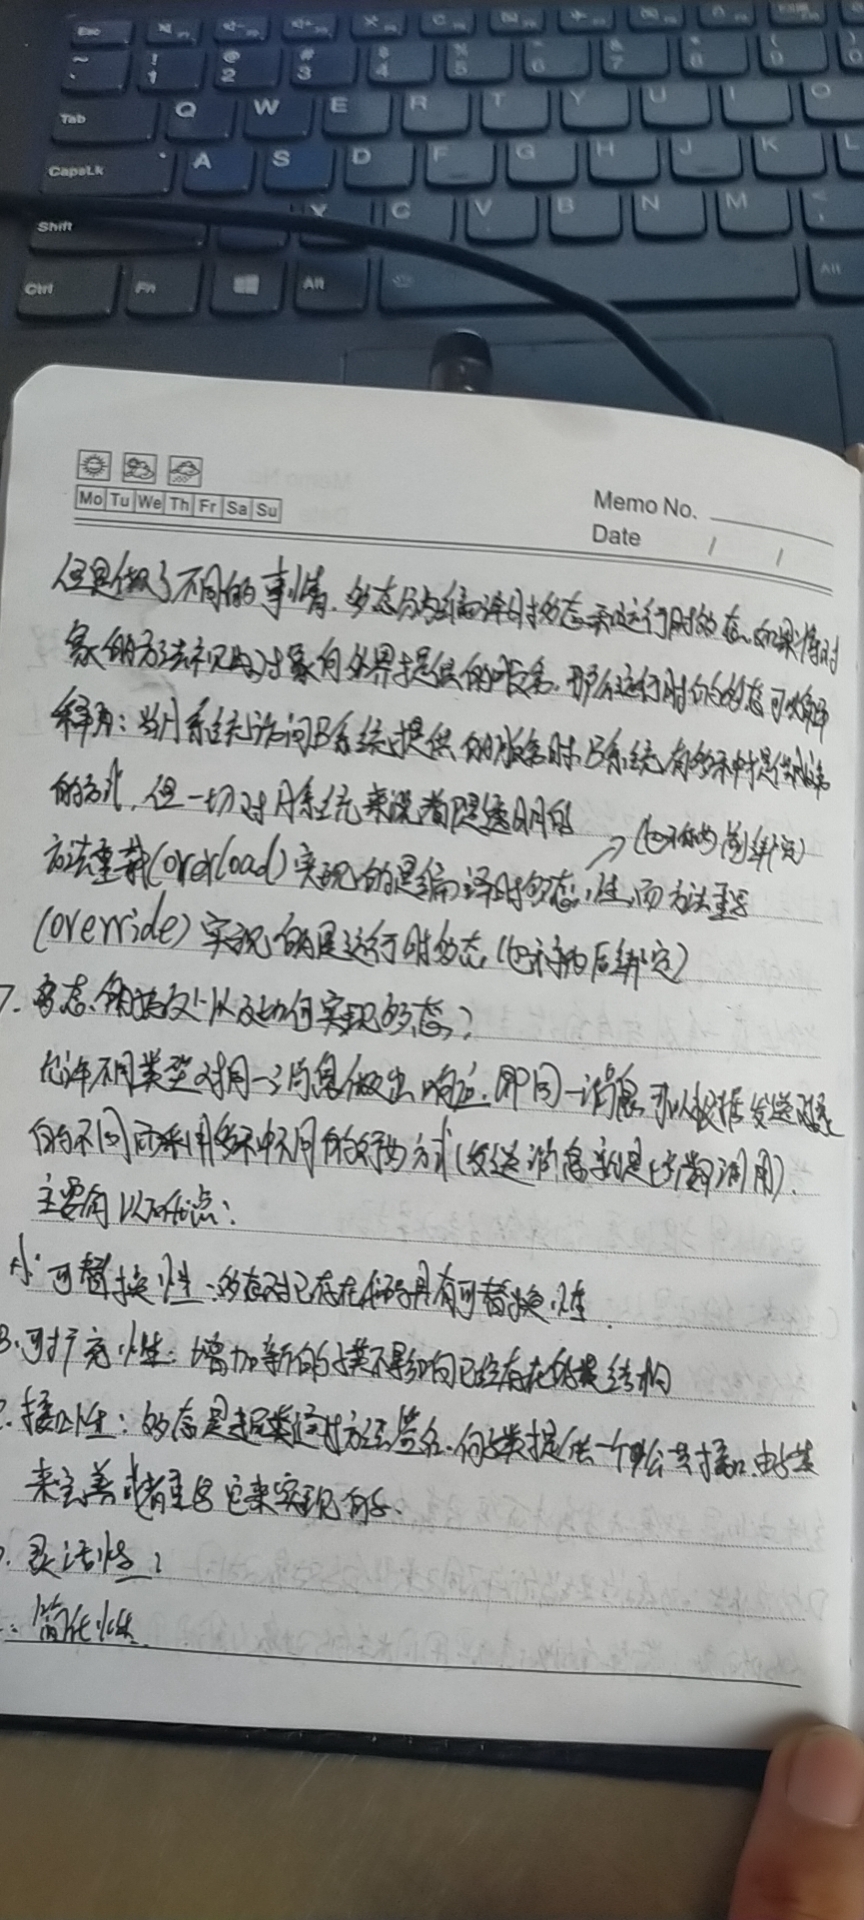 Esc
~ ! @ # $ % ^ & * ( )
` 1 2 3 4 5 6 7 8 9 0
Tab Q W E R T Y U I O
CapsLk A S D F G H J K L
Shift X C V B N M <
Ctrl Fn Alt Alt
Mo Tu We Th Fr Sa Su
Memo No.
Date / /
但是做了不同的事情.多态分为编译时多态和运行时多态.如果将对
象的方法视为对象向外界提供的服务.那么运行时的多态可以解
释为:当A系统访问B系统提供的服务时.B系统有多种提供服务
的方式,但一切对A系统来说都是透明的
(也称为前绑定)
方法重载(overload)实现的是编译时多态性,而方法重写
(override)实现的是运行时多态(也称为后绑定)
7.多态的好处以及如何实现多态?
允许不同类型对同一消息做出响应.即同一消息可以根据发送对象
的不同而采用多种不同的行为方式(发送消息就是函数调用).
主要有以下优点:
A.可替换性:多态对已存在代码具有可替换性.
B.可扩充性:增加新的子类不影响已经存在的类结构
C.接口性:多态是超类通过方法签名.向子类提供一个公共接口.由子类
来完善或者重写它来实现的.
灵活性:
简化性.